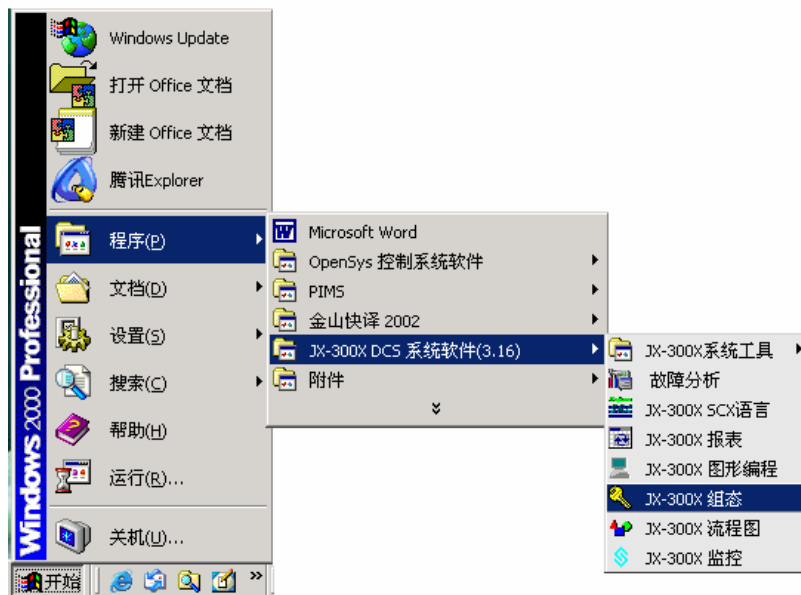 Windows 2000 Professional
Windows Update
打开 Office 文档
新建 Office 文档
腾讯Explorer
程序(P)
文档(D)
设置(S)
搜索(C)
帮助(H)
运行(R)...
关机(U)...
Microsoft Word
OpenSys 控制系统软件
PIMS
金山快译 2002
JX-300X DCS 系统软件(3.16)
附件
JX-300X系统工具
故障分析
JX-300X SCX语言
JX-300X 报表
JX-300X 图形编程
JX-300X 组态
JX-300X 流程图
JX-300X 监控
开始